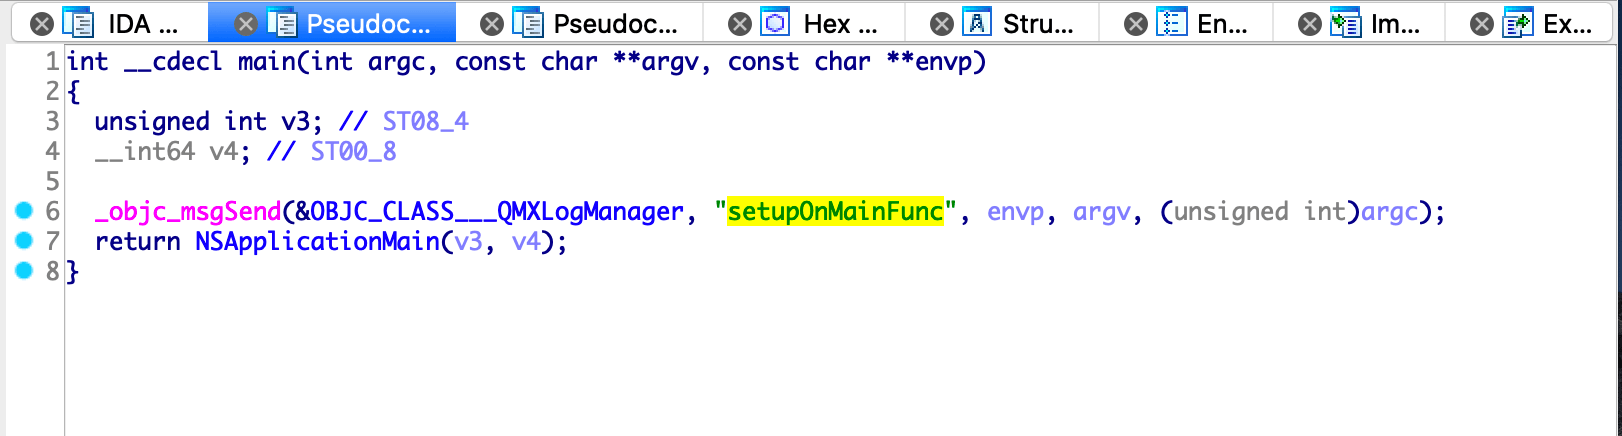 IDA ... Pseudoc... Pseudoc... Hex ... Stru... En... Im... Ex...
1 int __cdecl main(int argc, const char **argv, const char **envp)
2 {
3 unsigned int v3; // ST08_4
4 __int64 v4; // ST00_8
5
6 _objc_msgSend(&OBJC_CLASS___QMXLogManager, "setupOnMainFunc", envp, argv, (unsigned int)argc);
7 return NSApplicationMain(v3, v4);
8 }